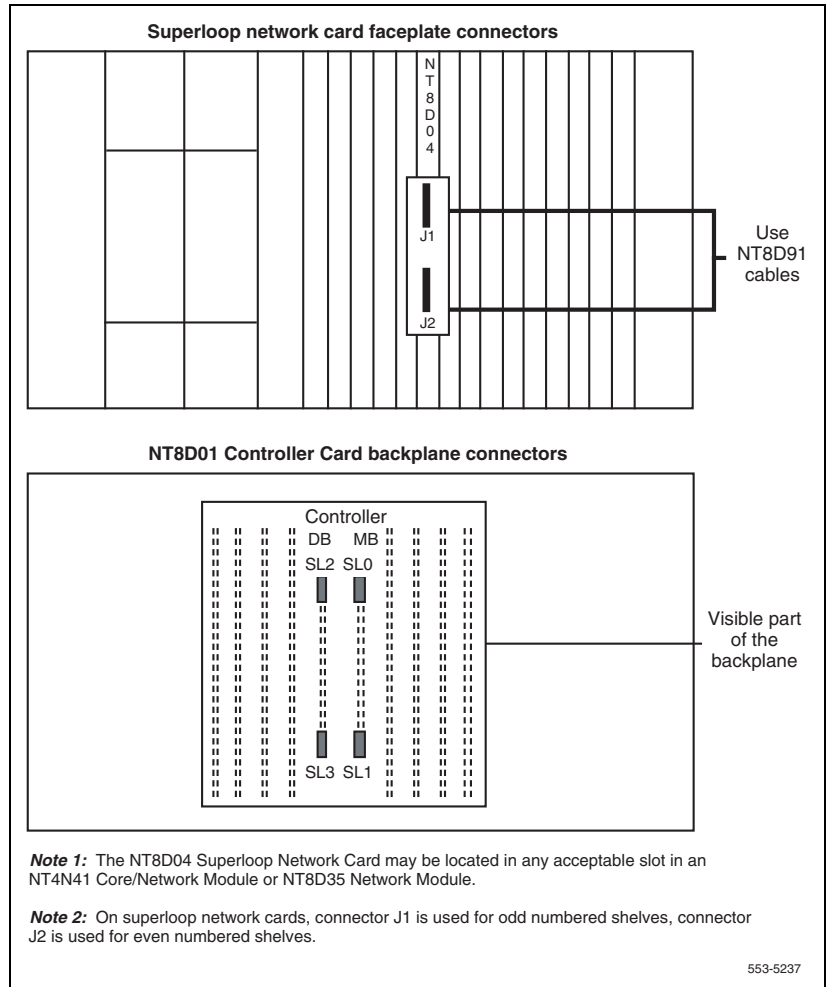 Superloop network card faceplate connectors
N
T
8
D
0
4
J1
J2
Use
NT8D91
cables
NT8D01 Controller Card backplane connectors
Controller
DB MB
SL2 SL0
SL3 SL1
Visible part
of the
backplane
Note 1: The NT8D04 Superloop Network Card may be located in any acceptable slot in an
NT4N41 Core/Network Module or NT8D35 Network Module.
Note 2: On superloop network cards, connector J1 is used for odd numbered shelves, connector
J2 is used for even numbered shelves.
553-5237